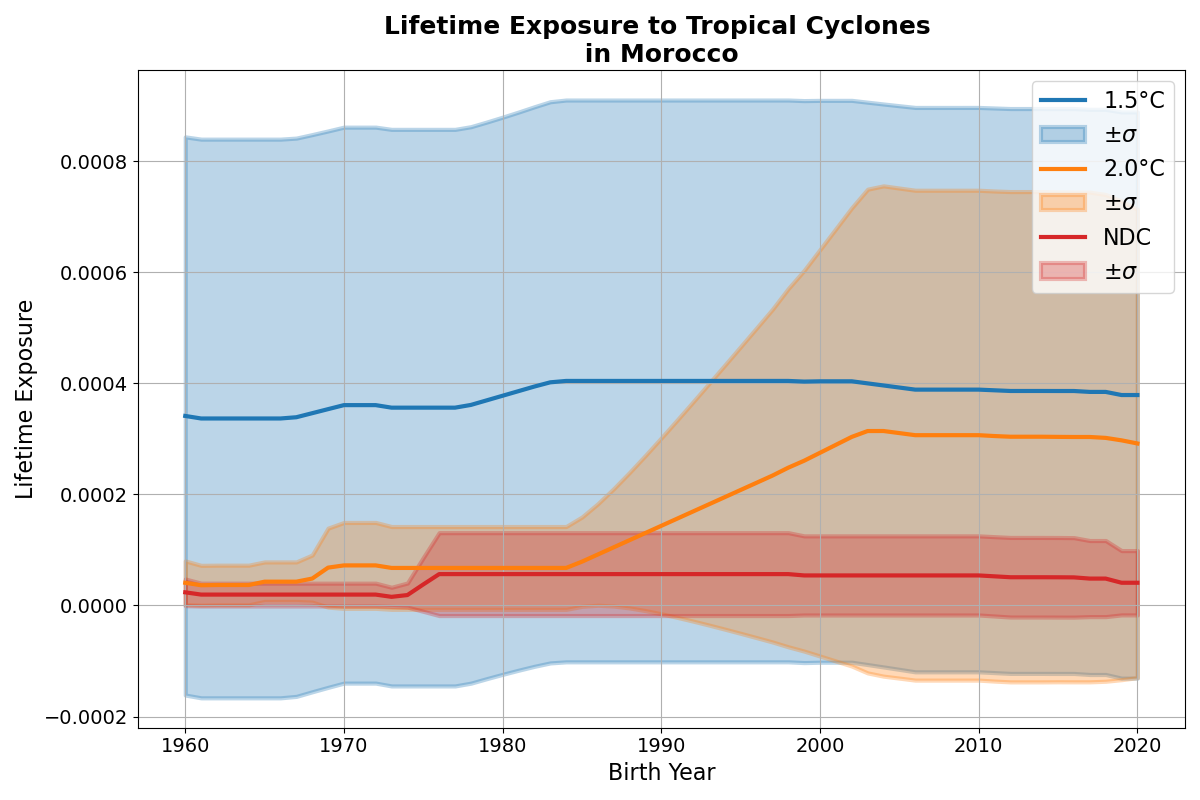 Lifetime Exposure to Tropical Cyclones
in Morocco
1.5°C
±σ
2.0°C
±σ
NDC
±σ
Lifetime Exposure
0.0008
0.0006
0.0004
0.0002
0.0000
−0.0002
1960
1970
1980
1990
2000
2010
2020
Birth Year